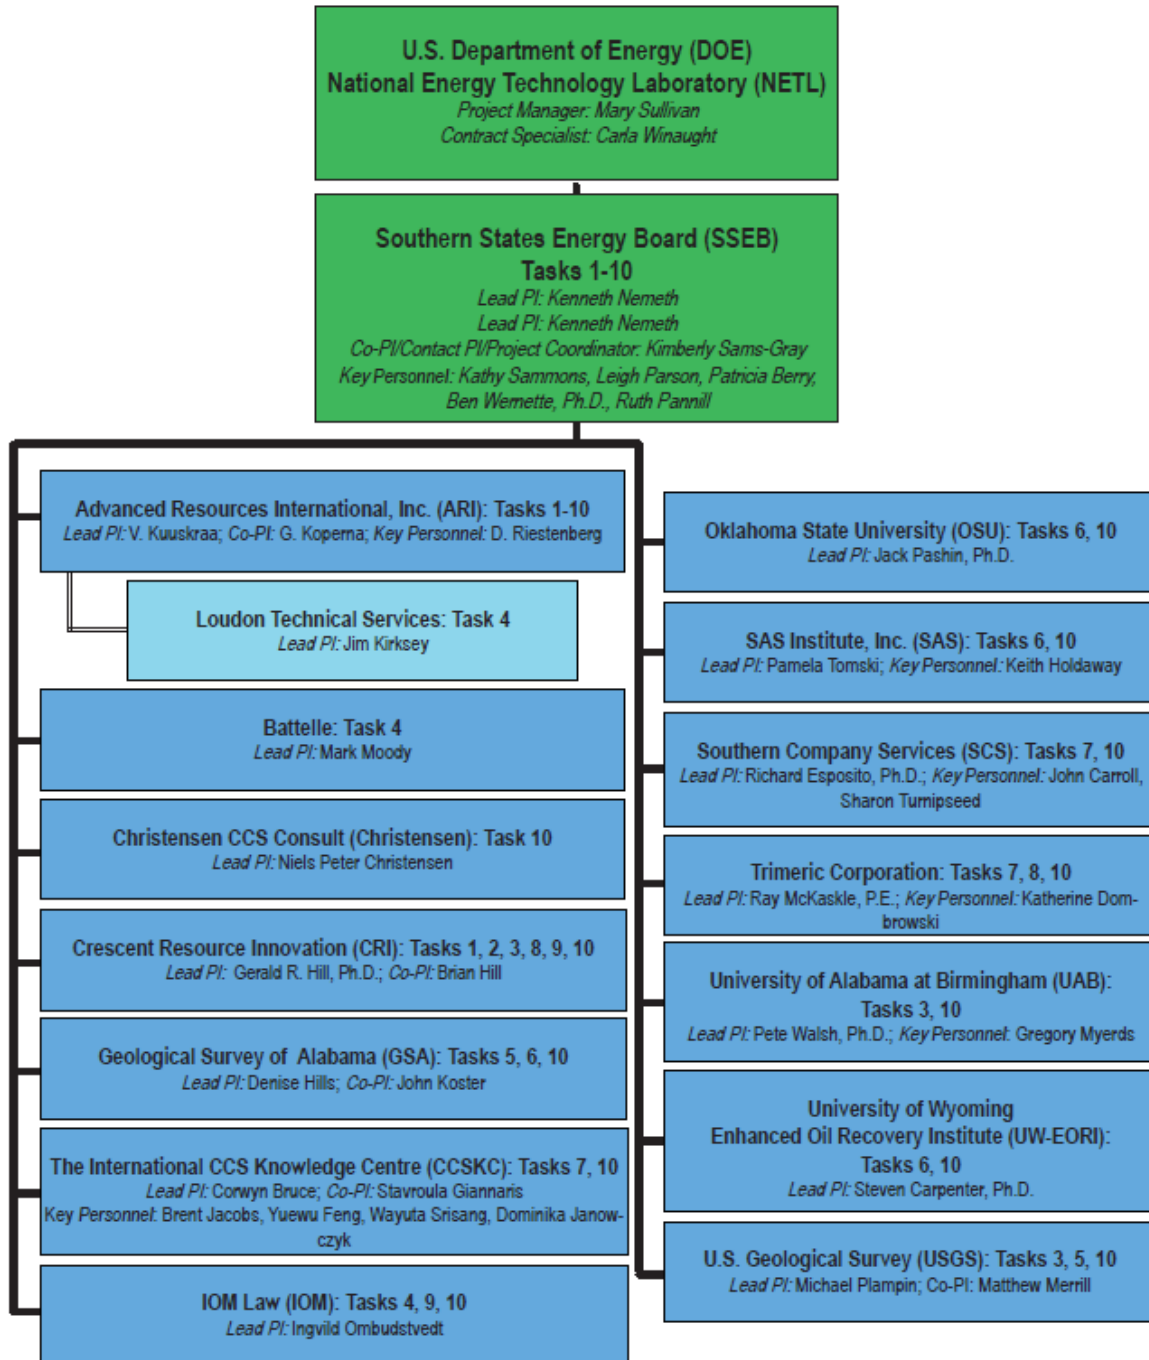 U.S. Department of Energy (DOE)
National Energy Technology Laboratory (NETL)
Project Manager: Mary Sullivan
Contract Specialist: Carla Winaught
Southern States Energy Board (SSEB)
Tasks 1-10
Lead PI: Kenneth Nemeth
Lead PI: Kenneth Nemeth
Co-PI/Contact PI/Project Coordinator: Kimberly Sams-Gray
Key Personnel: Kathy Sammons, Leigh Parson, Patricia Berry,
Ben Wernette, Ph.D., Ruth Pannill
Advanced Resources International, Inc. (ARI): Tasks 1-10
Lead PI: V. Kuuskraa; Co-PI: G. Koperna; Key Personnel: D. Riestenberg
Loudon Technical Services: Task 4
Lead PI: Jim Kirksey
Battelle: Task 4
Lead PI: Mark Moody
Christensen CCS Consult (Christensen): Task 10
Lead PI: Niels Peter Christensen
Crescent Resource Innovation (CRI): Tasks 1, 2, 3, 8, 9, 10
Lead PI: Gerald R. Hill, Ph.D.; Co-PI: Brian Hill
Geological Survey of Alabama (GSA): Tasks 5, 6, 10
Lead PI: Denise Hills; Co-PI: John Koster
The International CCS Knowledge Centre (CCSKC): Tasks 7, 10
Lead PI: Corwyn Bruce; Co-PI: Stavroula Giannaris
Key Personnel: Brent Jacobs, Yuewu Feng, Wayuta Srisang, Dominika Janow-
czyk
IOM Law (IOM): Tasks 4, 9, 10
Lead PI: Ingvild Ombudstvedt
Oklahoma State University (OSU): Tasks 6, 10
Lead PI: Jack Pashin, Ph.D.
SAS Institute, Inc. (SAS): Tasks 6, 10
Lead PI: Pamela Tomski; Key Personnel: Keith Holdaway
Southern Company Services (SCS): Tasks 7, 10
Lead PI: Richard Esposito, Ph.D.; Key Personnel: John Carroll,
Sharon Turnipseed
Trimeric Corporation: Tasks 7, 8, 10
Lead PI: Ray McKaskle, P.E.; Key Personnel: Katherine Dom-
browski
University of Alabama at Birmingham (UAB):
Tasks 3, 10
Lead PI: Pete Walsh, Ph.D.; Key Personnel: Gregory Myerds
University of Wyoming
Enhanced Oil Recovery Institute (UW-EORI):
Tasks 6, 10
Lead PI: Steven Carpenter, Ph.D.
U.S. Geological Survey (USGS): Tasks 3, 5, 10
Lead PI: Michael Plampin; Co-PI: Matthew Merrill